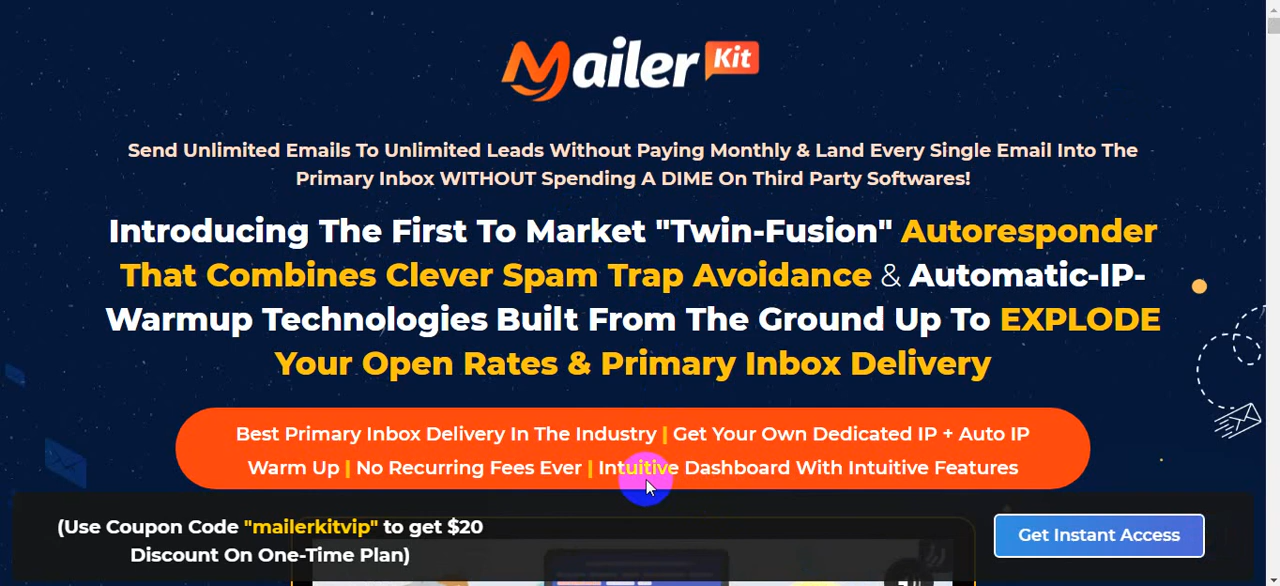 Mailer Kit
Send Unlimited Emails To Unlimited Leads Without Paying Monthly & Land Every Single Email Into The
Primary Inbox WITHOUT Spending A DIME On Third Party Softwares!
Introducing The First To Market "Twin-Fusion" Autoresponder
That Combines Clever Spam Trap Avoidance & Automatic-IP-
Warmup Technologies Built From The Ground Up To EXPLODE
Your Open Rates & Primary Inbox Delivery
Best Primary Inbox Delivery In The Industry | Get Your Own Dedicated IP + Auto IP
Warm Up | No Recurring Fees Ever | Intuitive Dashboard With Intuitive Features
(Use Coupon Code "mailerkitvip" to get $20
Discount On One-Time Plan)
Get Instant Access